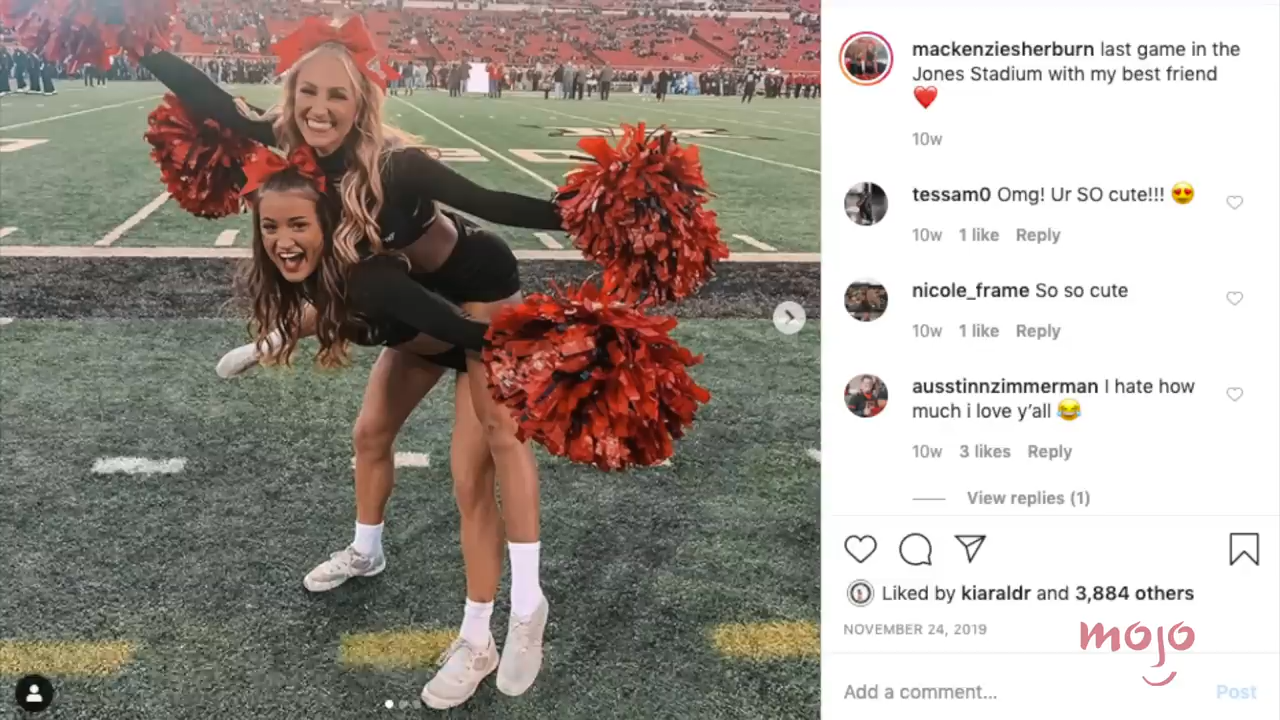 mackenziesherburn last game in the
Jones Stadium with my best friend
❤️
10w
tessam0 Omg! Ur SO cute!!! 😍
10w 1 like Reply
nicole_frame So so cute
10w 1 like Reply
ausstinnzimmerman I hate how
much i love y’all 😂
10w 3 likes Reply
View replies (1)
Liked by kiaraldr and 3,884 others
NOVEMBER 24, 2019
mojo
Add a comment... Post